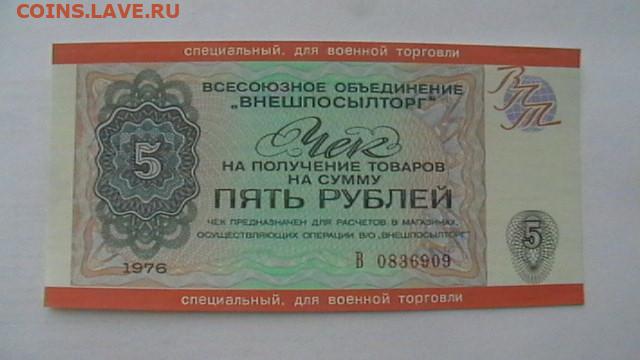 COINS.LAVE.RU
специальный, для военной торговли
ВСЕСОЮЗНОЕ ОБЪЕДИНЕНИЕ
„ВНЕШПОСЫЛТОРГ"
ВПТ
Чек
5
НА ПОЛУЧЕНИЕ ТОВАРОВ
НА СУММУ
ПЯТЬ РУБЛЕЙ
ЧЕК ПРЕДНАЗНАЧЕН ДЛЯ РАСЧЕТОВ В МАГАЗИНАХ,
ОСУЩЕСТВЛЯЮЩИХ ОПЕРАЦИИ В/О „ВНЕШПОСЫЛТОРГ"
5
1976 В 0836909
специальный, для военной торговли